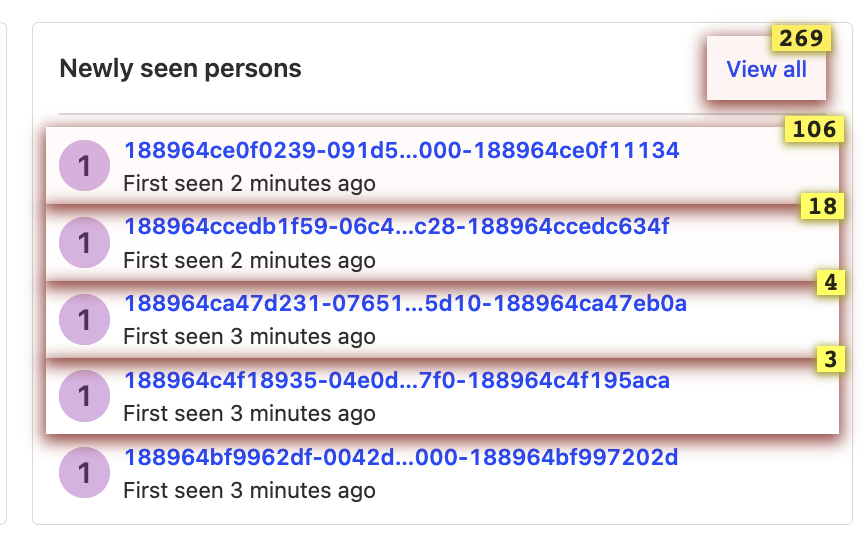 269
Newly seen persons
View all
106
1
188964ce0f0239-091d5...000-188964ce0f11134
First seen 2 minutes ago
18
1
188964ccedb1f59-06c4...c28-188964ccedc634f
First seen 2 minutes ago
4
1
188964ca47d231-07651...5d10-188964ca47eb0a
First seen 3 minutes ago
3
1
188964c4f18935-04e0d...7f0-188964c4f195aca
First seen 3 minutes ago
1
188964bf9962df-0042d...000-188964bf997202d
First seen 3 minutes ago